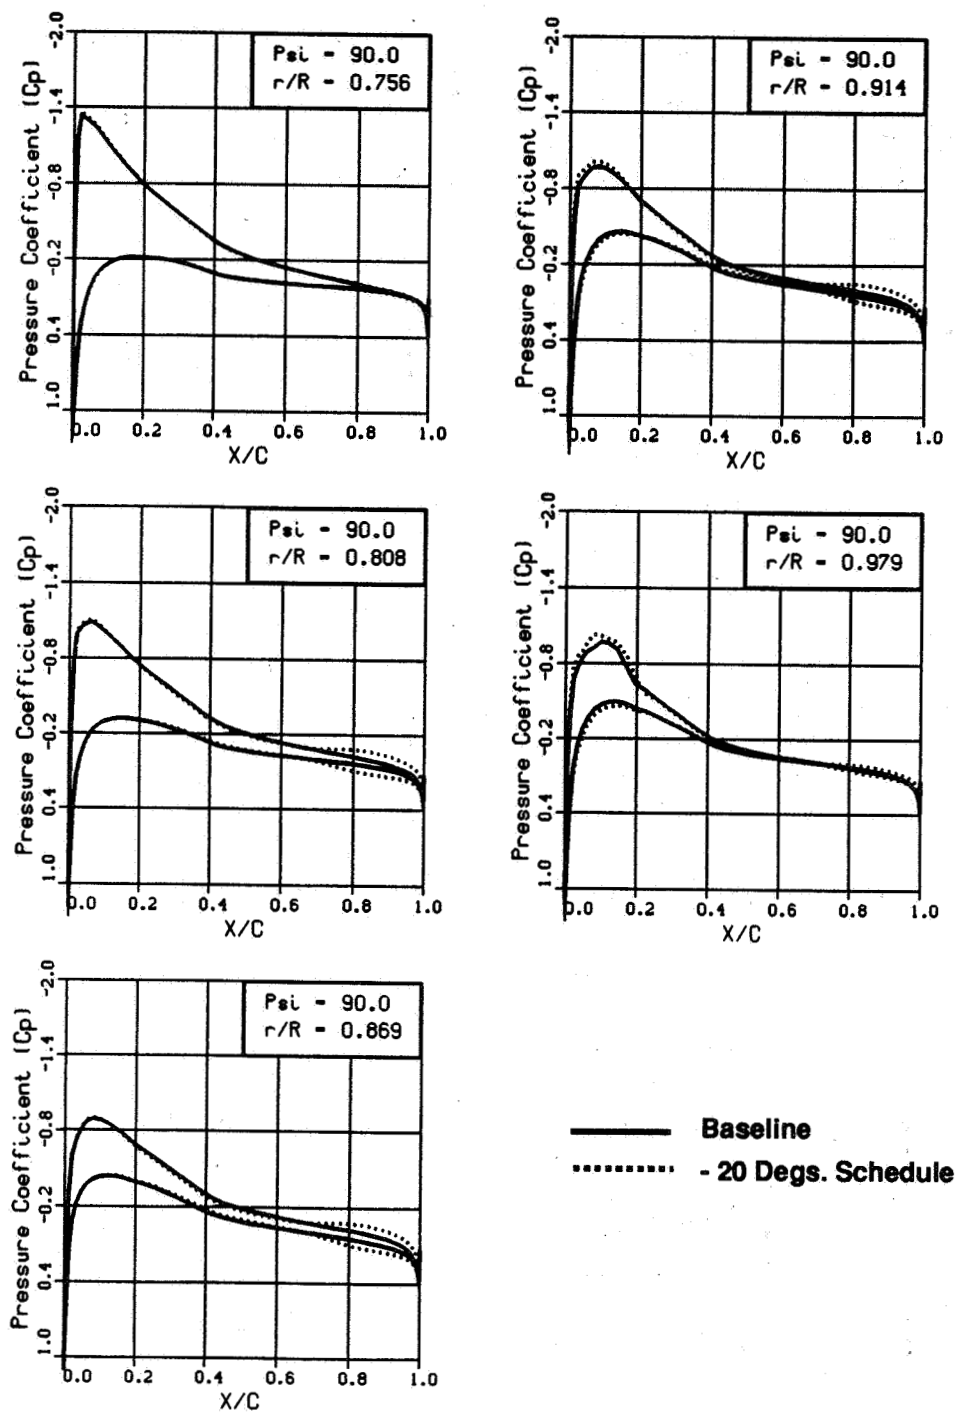 Psi - 90.0
r/R - 0.756
Pressure Coefficient (Cp)
-2.0
-1.4
-0.8
-0.2
0.4
1.0
0.0 0.2 0.4 0.6 0.8 1.0
X/C
Psi - 90.0
r/R - 0.914
Pressure Coefficient (Cp)
-2.0
-1.4
-0.8
-0.2
0.4
1.0
0.0 0.2 0.4 0.6 0.8 1.0
X/C
Psi - 90.0
r/R - 0.808
Pressure Coefficient (Cp)
-2.0
-1.4
-0.8
-0.2
0.4
1.0
0.0 0.2 0.4 0.6 0.8 1.0
X/C
Psi - 90.0
r/R - 0.979
Pressure Coefficient (Cp)
-2.0
-1.4
-0.8
-0.2
0.4
1.0
0.0 0.2 0.4 0.6 0.8 1.0
X/C
Psi - 90.0
r/R - 0.869
Pressure Coefficient (Cp)
-2.0
-1.4
-0.8
-0.2
0.4
1.0
0.0 0.2 0.4 0.6 0.8 1.0
X/C
Baseline
- 20 Degs. Schedule